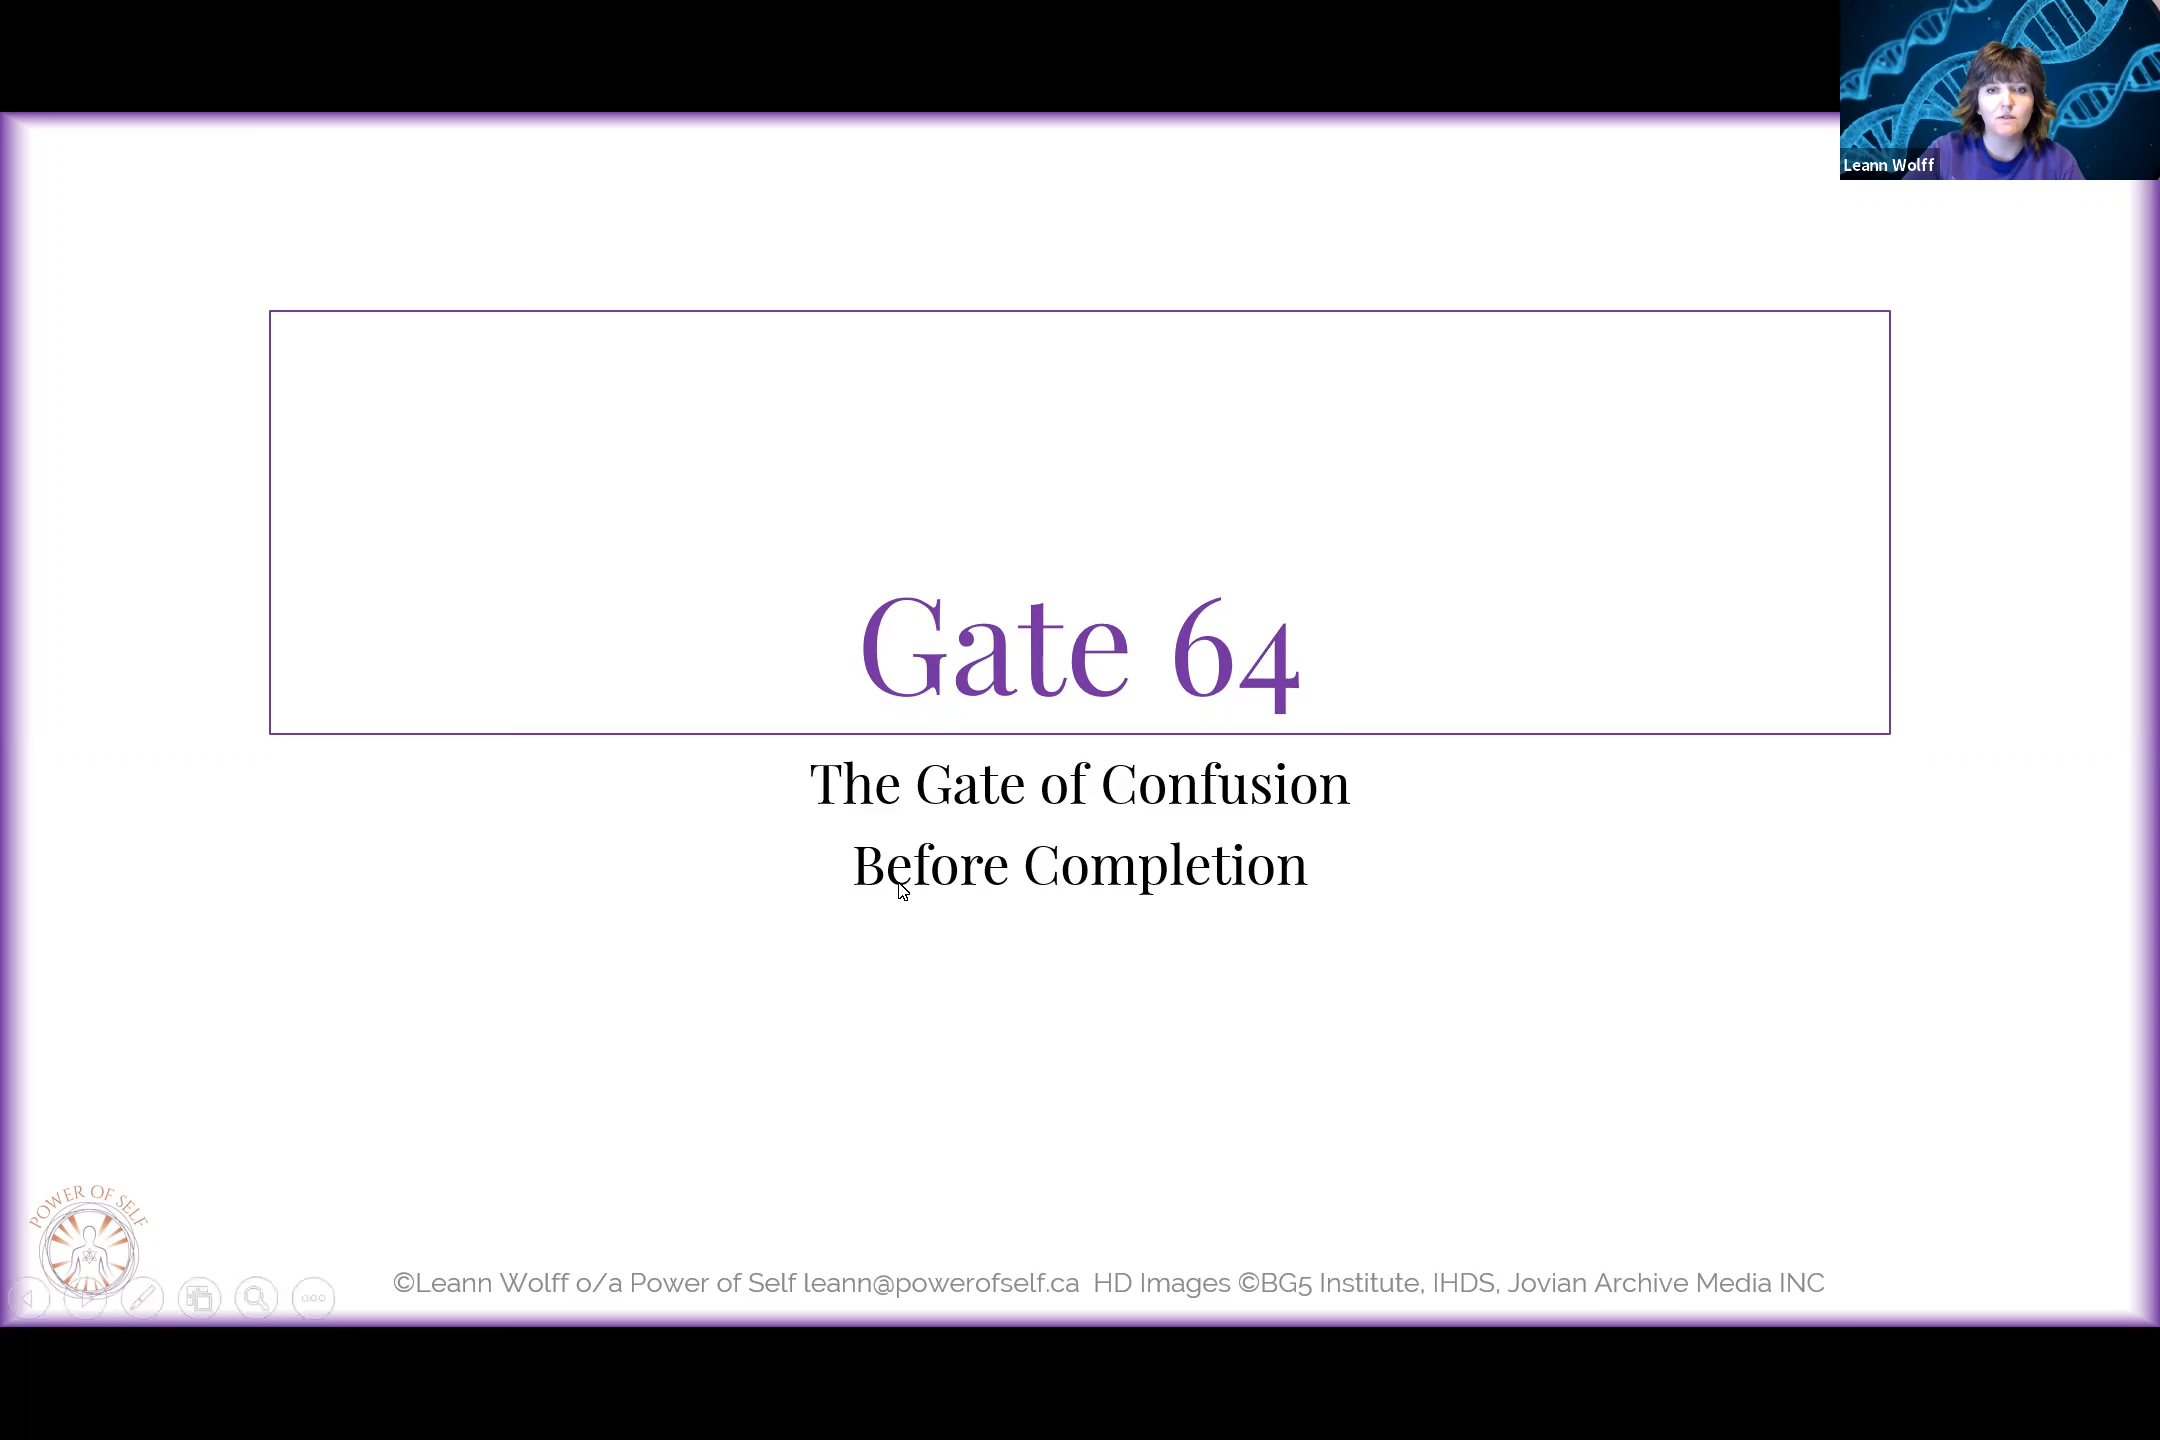 Leann Wolff
Gate 64
The Gate of Confusion
Before Completion
POWER OF SELF
©Leann Wolff o/a Power of Self leann@powerofself.ca HD Images ©BG5 Institute, IHDS, Jovian Archive Media INC